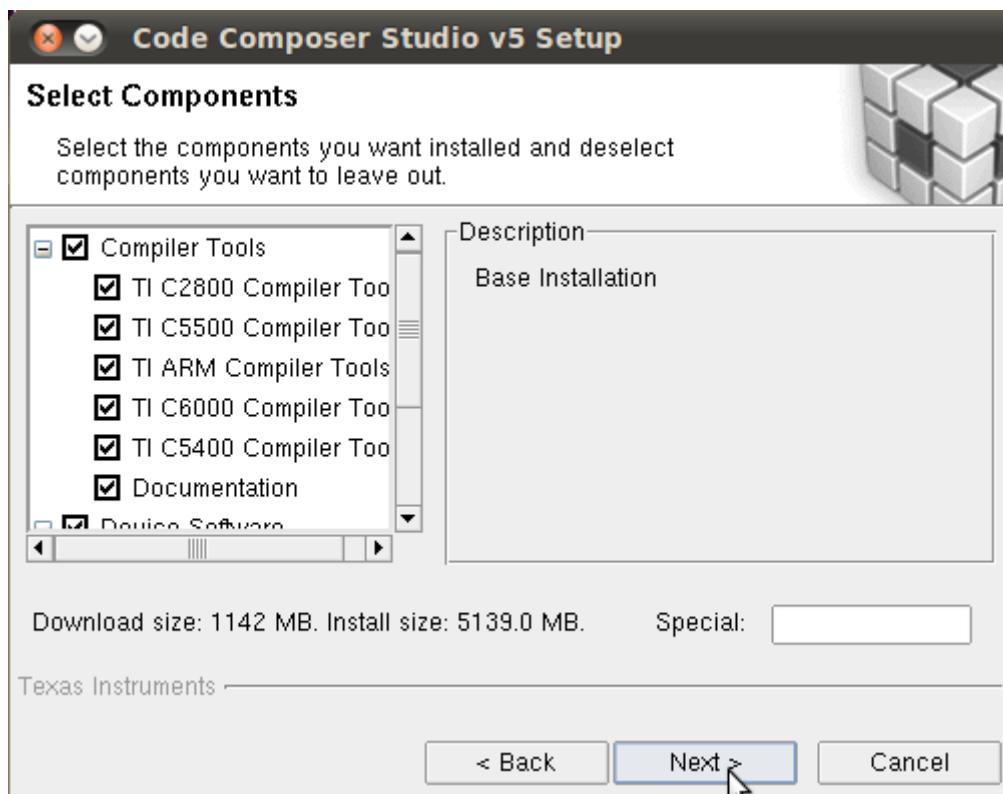 Code Composer Studio v5 Setup
Select Components
Select the components you want installed and deselect
components you want to leave out.
Compiler Tools
TI C2800 Compiler Too
TI C5500 Compiler Too
TI ARM Compiler Tools
TI C6000 Compiler Too
TI C5400 Compiler Too
Documentation
Device Software
Description
Base Installation
Download size: 1142 MB. Install size: 5139.0 MB.
Special:
Texas Instruments
< Back
Next >
Cancel